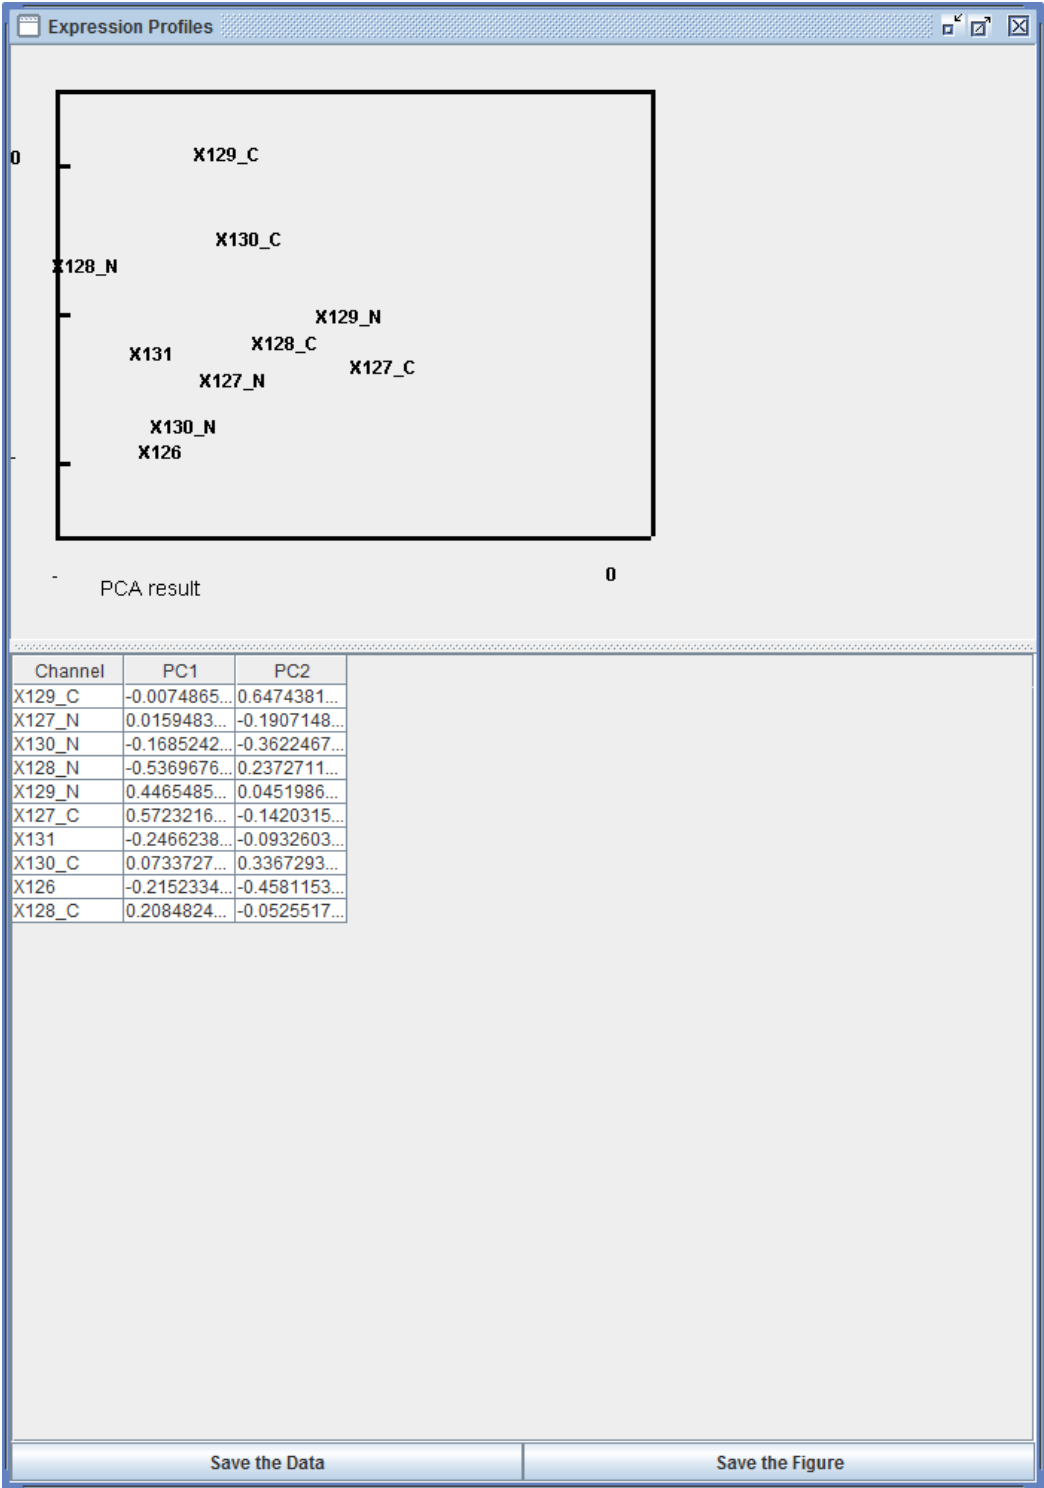 Expression Profiles
X129_C
0
X130_C
X128_N
X129_N
X128_C
X131
X127_C
X127_N
X130_N
X126
-
-
0
PCA result
Channel PC1 PC2
X129_C -0.0074865... 0.6474381...
X127_N 0.0159483... -0.1907148...
X130_N -0.1685242... -0.3622467...
X128_N -0.5369676... 0.2372711...
X129_N 0.4465485... 0.0451986...
X127_C 0.5723216... -0.1420315...
X131 -0.2466238... -0.0932603...
X130_C 0.0733727... 0.3367293...
X126 -0.2152334... -0.4581153...
X128_C 0.2084824... -0.0525517...
Save the Data Save the Figure